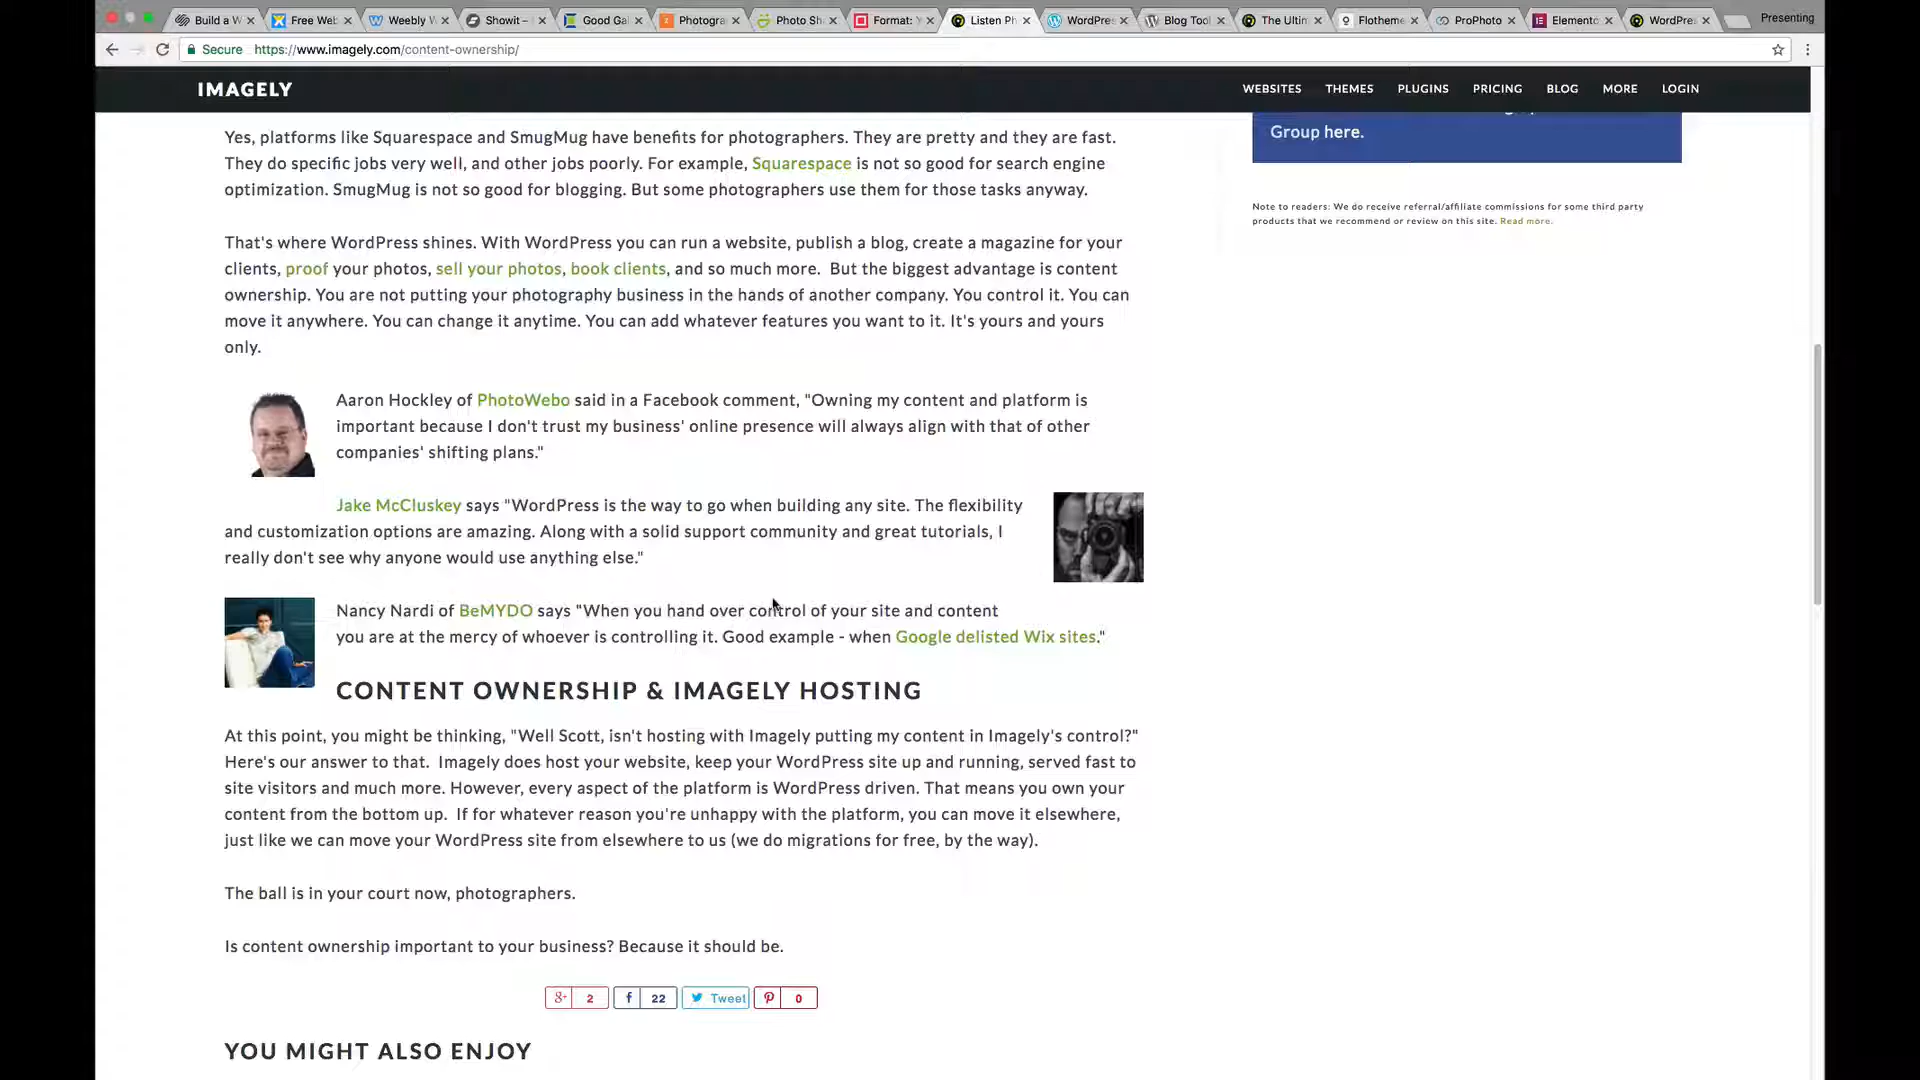 Build a W
Free Web
Weebly W
Showit -
Good Gal
Photogra
Photo Sh
Format: Y
Listen Ph
WordPres
Blog Tool
The Ultim
Flotheme
ProPhoto
Elemento
WordPres
Presenting
Secure https://www.imagely.com/content-ownership/
IMAGELY
WEBSITES THEMES PLUGINS PRICING BLOG MORE LOGIN
Group here.
Note to readers: We do receive referral/affiliate commissions for some third party
products that we recommend or review on this site. Read more.
Yes, platforms like Squarespace and SmugMug have benefits for photographers. They are pretty and they are fast.
They do specific jobs very well, and other jobs poorly. For example, Squarespace is not so good for search engine
optimization. SmugMug is not so good for blogging. But some photographers use them for those tasks anyway.
That's where WordPress shines. With WordPress you can run a website, publish a blog, create a magazine for your
clients, proof your photos, sell your photos, book clients, and so much more. But the biggest advantage is content
ownership. You are not putting your photography business in the hands of another company. You control it. You can
move it anywhere. You can change it anytime. You can add whatever features you want to it. It's yours and yours
only.
Aaron Hockley of PhotoWebo said in a Facebook comment, "Owning my content and platform is
important because I don't trust my business' online presence will always align with that of other
companies' shifting plans."
Jake McCluskey says "WordPress is the way to go when building any site. The flexibility
and customization options are amazing. Along with a solid support community and great tutorials, I
really don't see why anyone would use anything else."
Nancy Nardi of BeMYDO says "When you hand over control of your site and content
you are at the mercy of whoever is controlling it. Good example - when Google delisted Wix sites."
CONTENT OWNERSHIP & IMAGELY HOSTING
At this point, you might be thinking, "Well Scott, isn't hosting with Imagely putting my content in Imagely's control?"
Here's our answer to that. Imagely does host your website, keep your WordPress site up and running, served fast to
site visitors and much more. However, every aspect of the platform is WordPress driven. That means you own your
content from the bottom up. If for whatever reason you're unhappy with the platform, you can move it elsewhere,
just like we can move your WordPress site from elsewhere to us (we do migrations for free, by the way).
The ball is in your court now, photographers.
Is content ownership important to your business? Because it should be.
2 22 Tweet 0
YOU MIGHT ALSO ENJOY